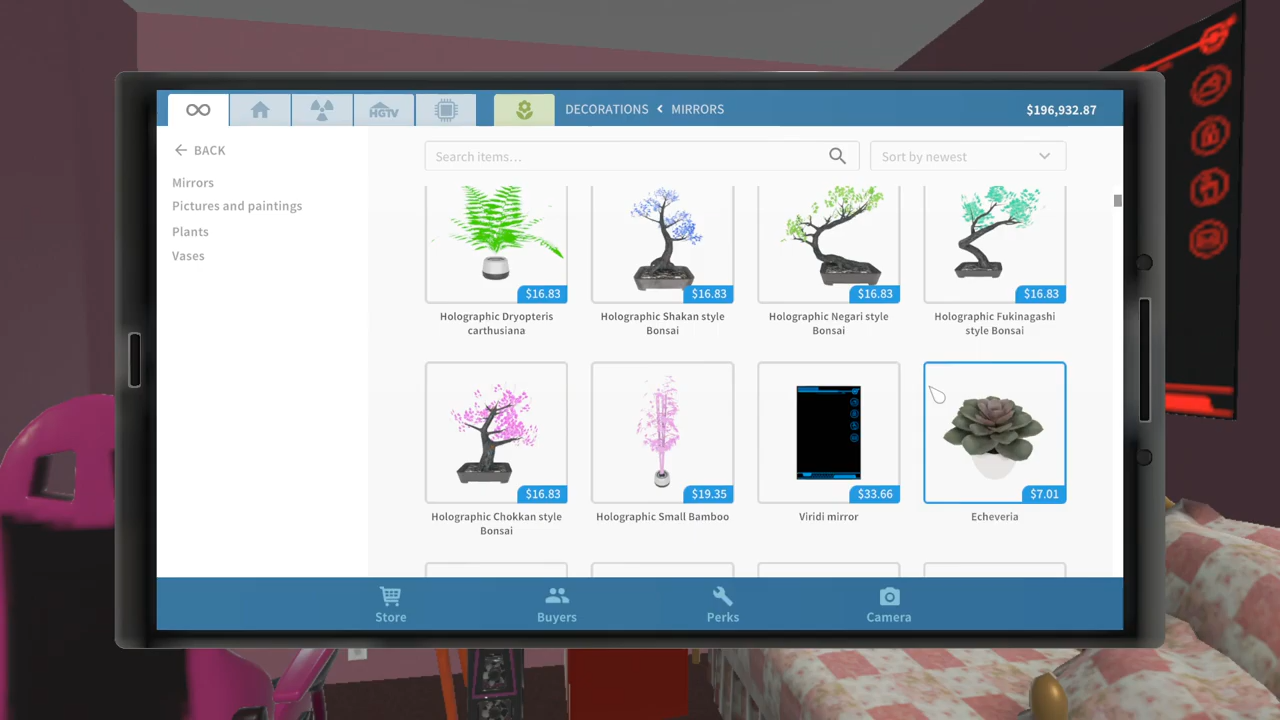 HGTV
DECORATIONS
MIRRORS
$196,932.87
BACK
Search items...
Sort by newest
Mirrors
Pictures and paintings
Plants
Vases
$16.83
$16.83
$16.83
$16.83
Holographic Dryopteris
carthusiana
Holographic Shakan style
Bonsai
Holographic Negari style
Bonsai
Holographic Fukinagashi
style Bonsai
$16.83
$19.35
$33.66
$7.01
Holographic Chokkan style
Bonsai
Holographic Small Bamboo
Viridi mirror
Echeveria
Store
Buyers
Perks
Camera